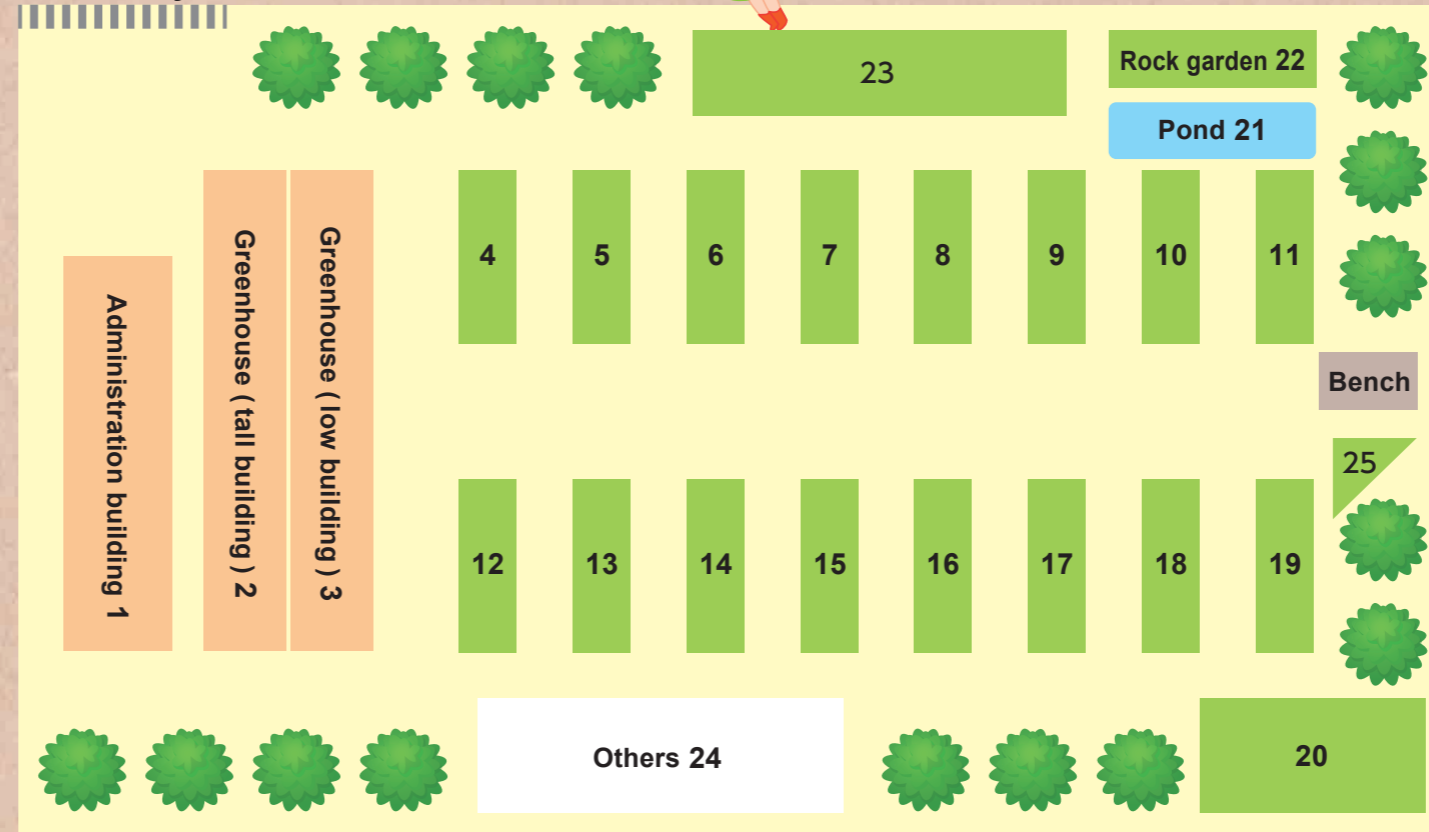 23
Rock garden 22
Pond 21
4
5
6
7
8
9
10
11
Administration building 1
Greenhouse ( tall building ) 2
Greenhouse ( low building ) 3
Bench
25
12
13
14
15
16
17
18
19
Others 24
20